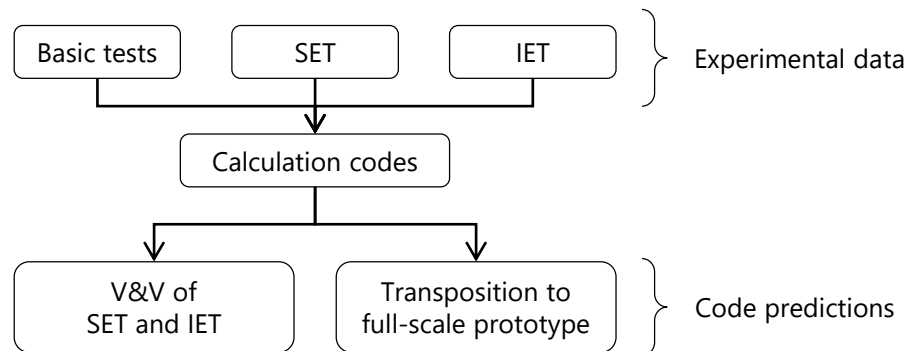 Basic tests
SET
IET
Experimental data
Calculation codes
V&V of
SET and IET
Transposition to
full-scale prototype
Code predictions